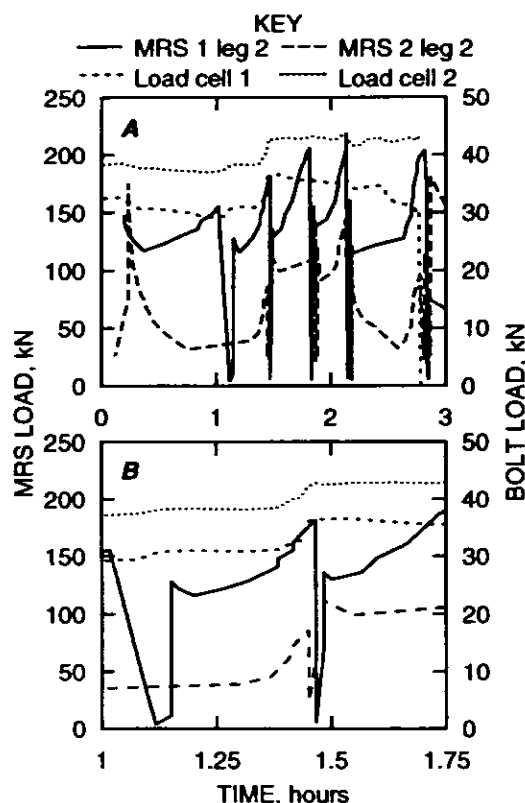 KEY
MRS 1 leg 2 MRS 2 leg 2
Load cell 1 Load cell 2
250 50
A
200 40
150 30
100 20
50 10
0 0
0 1 2 3
MRS LOAD, kN
BOLT LOAD, kN
250 50
B
200 40
150 30
100 20
50 10
0 0
1 1.25 1.5 1.75
TIME, hours